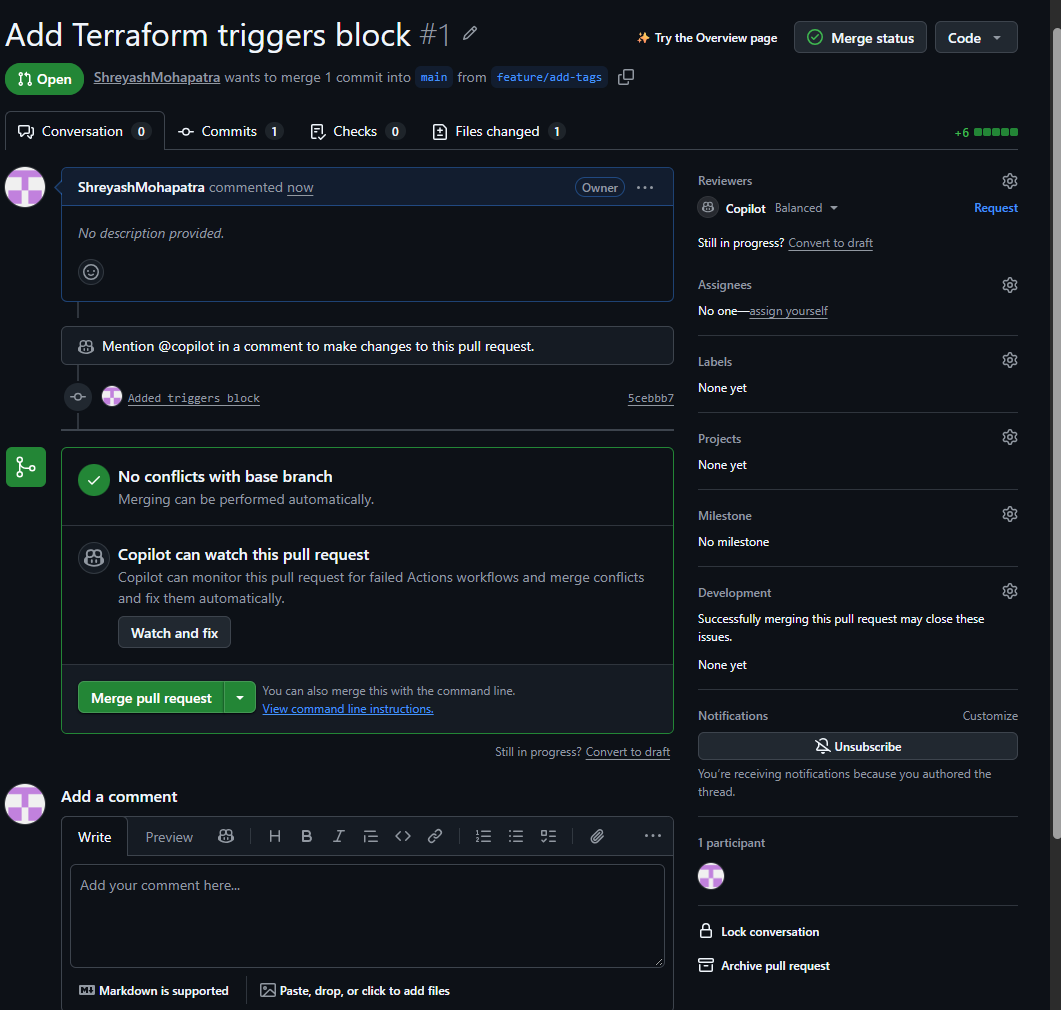 Add Terraform triggers block #1
Try the Overview page
Merge status
Code
Open
ShreyashMohapatra wants to merge 1 commit into main from feature/add-tags
Conversation 0
Commits 1
Checks 0
Files changed 1
+6
ShreyashMohapatra commented now
Owner
No description provided.
Mention @copilot in a comment to make changes to this pull request.
Added triggers block
5cebbb7
No conflicts with base branch
Merging can be performed automatically.
Copilot can watch this pull request
Copilot can monitor this pull request for failed Actions workflows and merge conflicts
and fix them automatically.
Watch and fix
Merge pull request
You can also merge this with the command line.
View command line instructions.
Still in progress? Convert to draft
Add a comment
Write
Preview
H B I
Add your comment here...
Markdown is supported
Paste, drop, or click to add files
Reviewers
Copilot Balanced
Request
Still in progress? Convert to draft
Assignees
No one—assign yourself
Labels
None yet
Projects
None yet
Milestone
No milestone
Development
Successfully merging this pull request may close these
issues.
None yet
Notifications
Customize
Unsubscribe
You're receiving notifications because you authored the
thread.
1 participant
Lock conversation
Archive pull request